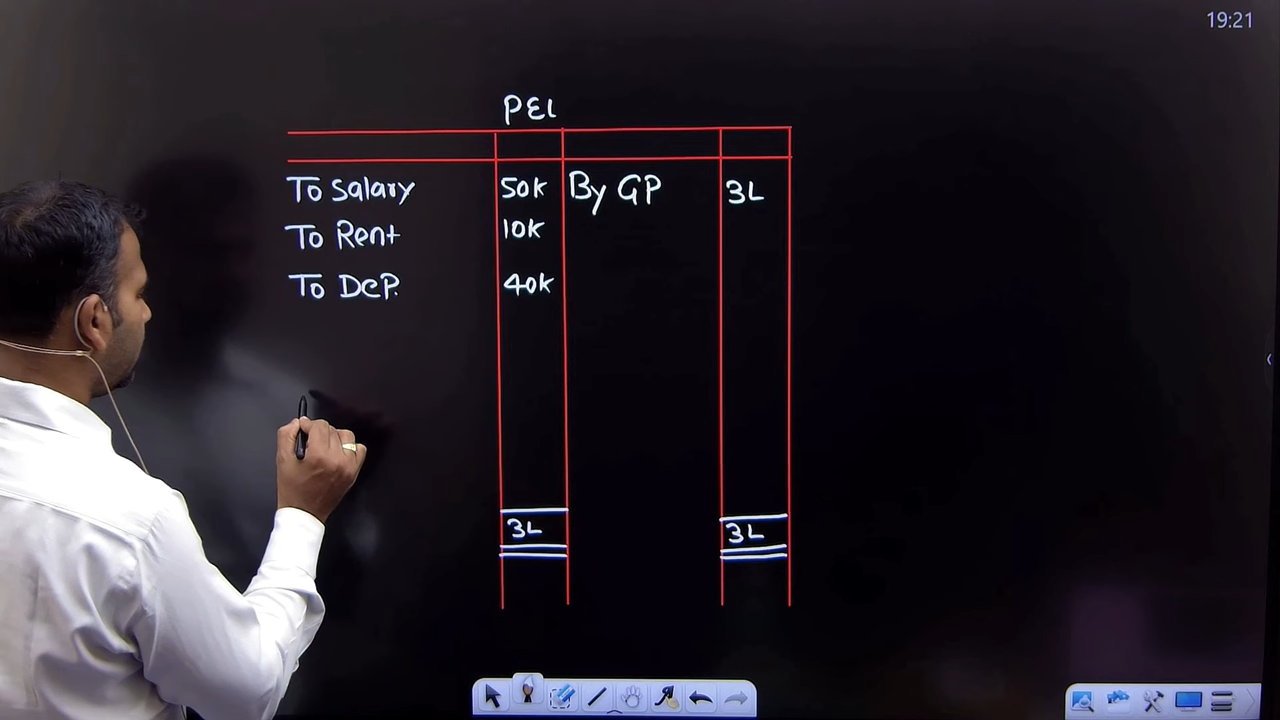 19:21
P&L
To Salary 50K By GP 3L
To Rent 10K
To Dep. 40K
3L 3L